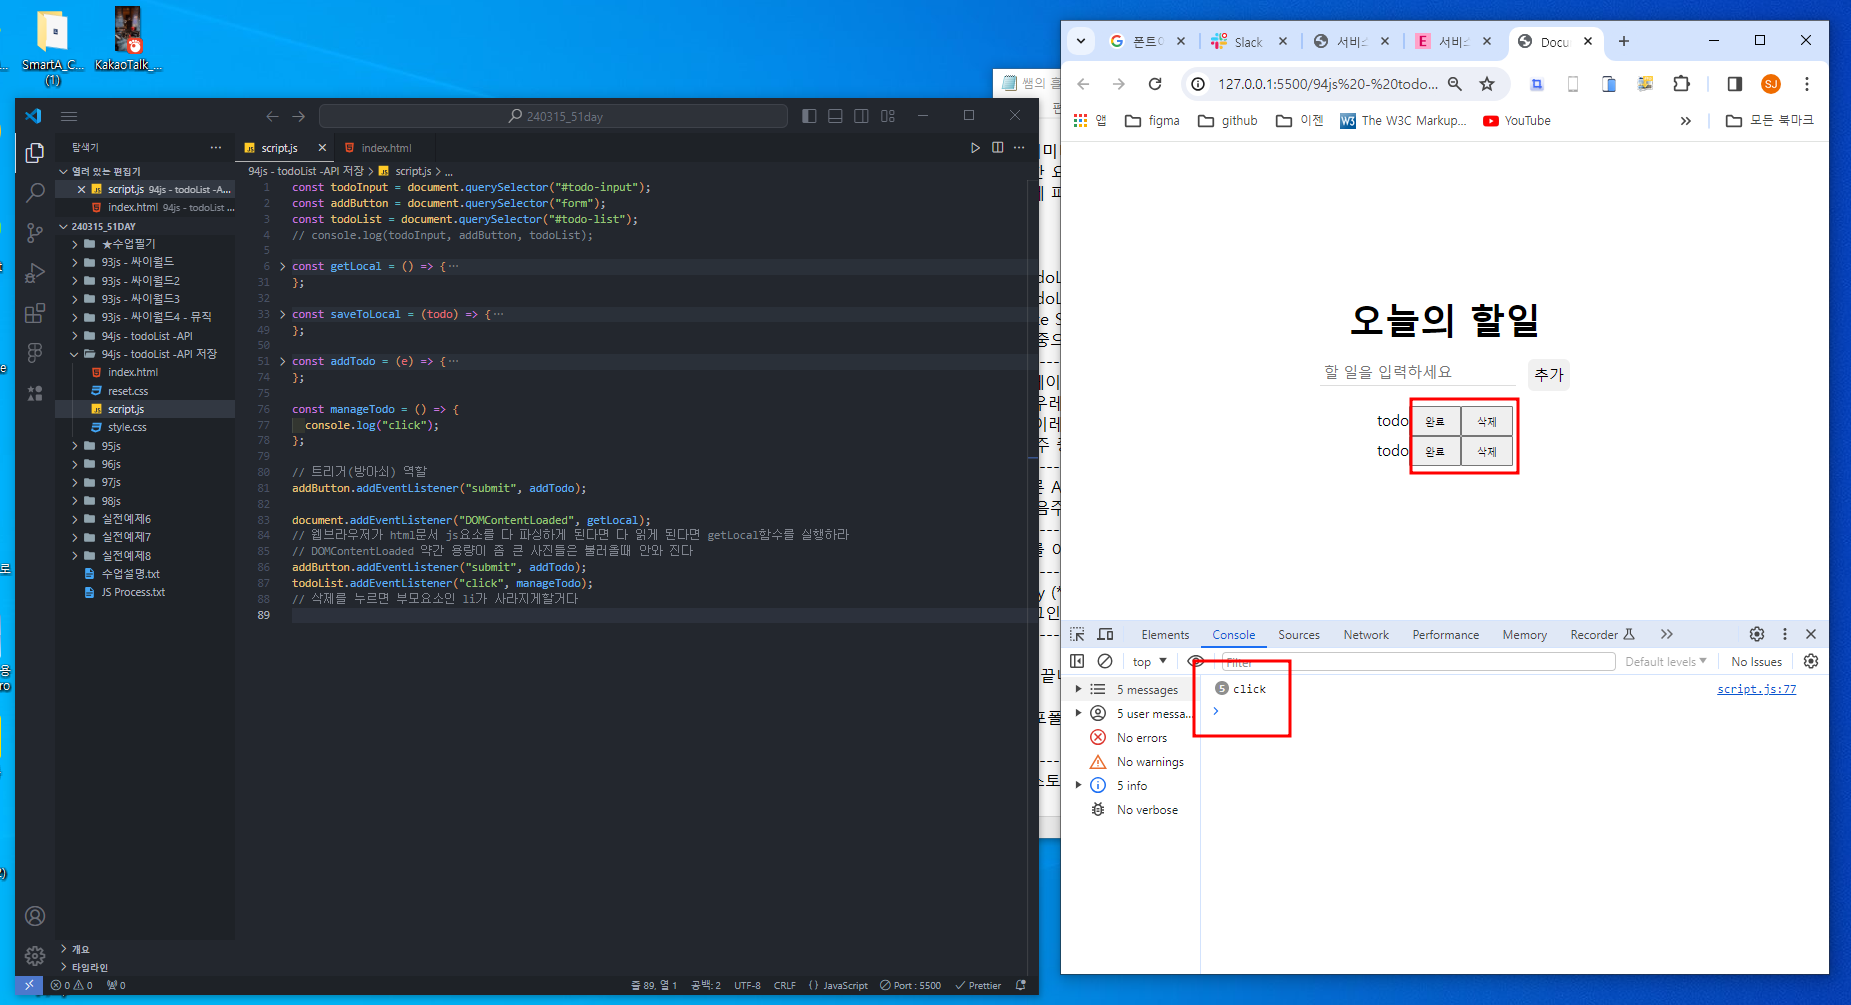 SmartA_C...
(1)
KakaoTalk_...
240314_51day
탐색기
열려 있는 편집기
script.js 94js - todoList -A...
index.html 94js - todoList ...
240315_51DAY
★수업필기
93js - 싸이월드
93js - 싸이월드2
93js - 싸이월드3
93js - 싸이월드4 - 뮤직
94js - todoList -API
94js - todoList -API 저장
index.html
reset.css
script.js
style.css
95js
96js
97js
98js
실전예제6
실전예제7
실전예제8
수업설명.txt
JS Process.txt
개요
타임라인
script.js
index.html
94js - todoList -API 저장 > script.js > ...
1 const todoInput = document.querySelector("#todo-input");
2 const addButton = document.querySelector("form");
3 const todoList = document.querySelector("#todo-list");
4 // console.log(todoInput, addButton, todoList);
5
6 const getLocal = () => {···
31 };
32
33 const saveToLocal = (todo) => {···
49 };
50
51 const addTodo = (e) => {···
74 };
75
76 const manageTodo = () => {
77 console.log("click");
78 };
79
80 // 트리거(방아쇠) 역할
81 addButton.addEventListener("submit", addTodo);
82
83 document.addEventListener("DOMContentLoaded", getLocal);
84 // 웹브라우저가 html문서 js요소를 다 파싱하게 된다면 다 읽게 된다면 getLocal함수를 실행하라
85 // DOMContentLoaded 약간 용량이 좀 큰 사진들은 불러올때 안와 진다
86 addButton.addEventListener("submit", addTodo);
87 todoList.addEventListener("click", manageTodo);
88 // 삭제를 누르면 부모요소인 li가 사라지게할거다
89
0 0 0
줄 89, 열 1 공백: 2 UTF-8 CRLF {} JavaScript Port : 5500 Prettier
쌤의 흘
폰트 Slack 서비스 E 서비스 Docu
127.0.0.1:5500/94js%20-%20todo...
SJ
앱 figma github 이젠 W3 The W3C Markup... YouTube » 모든 북마크
오늘의 할일
할 일을 입력하세요 추가
todo 완료 삭제
todo 완료 삭제
Elements Console Sources Network Performance Memory Recorder
top Filter Default levels No Issues
5 messages
5 user messa...
No errors
No warnings
5 info
No verbose
5 click script.js:77
>